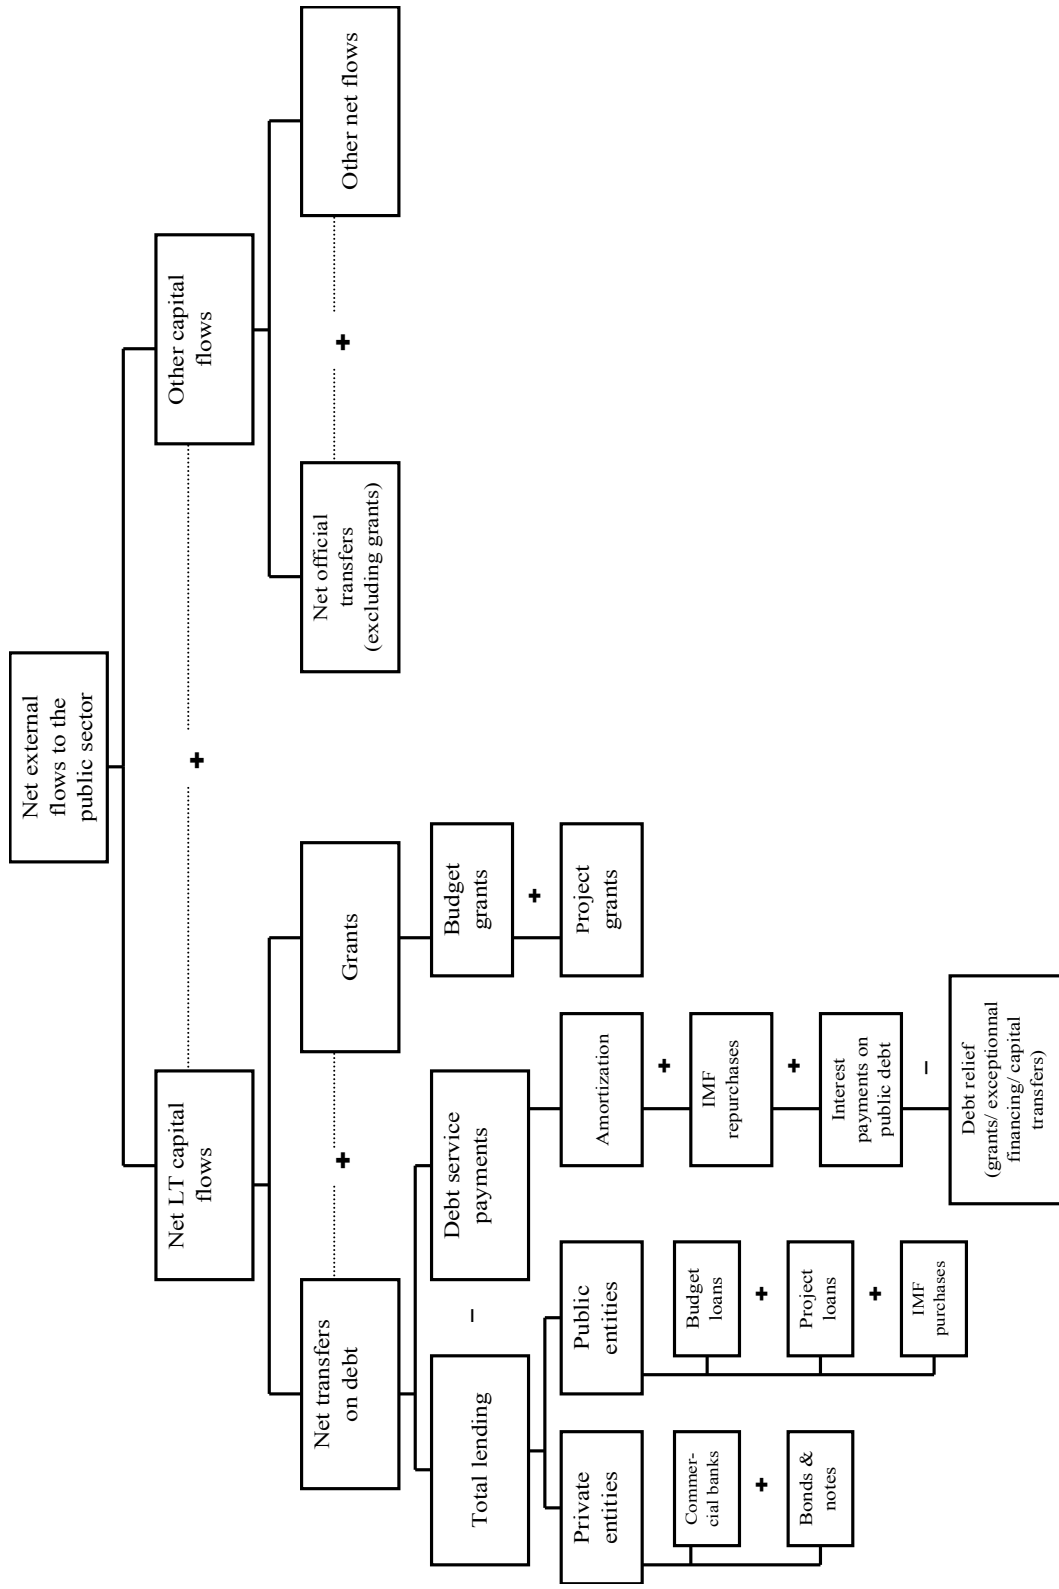 Net external
flows to the
public sector
Net LT capital
flows
+
Other capital
flows
Net transfers
on debt
+
Grants
Net official
transfers
(excluding grants)
+
Other net flows
Total lending
–
Debt service
payments
Budget
grants
+
Project
grants
Private
entities
Public
entities
Commer-
cial banks
+
Bonds &
notes
Budget
loans
+
Project
loans
+
IMF
purchases
Amortization
+
IMF
repurchases
+
Interest
payments on
public debt
–
Debt relief
(grants/ exceptionnal
financing/ capital
transfers)